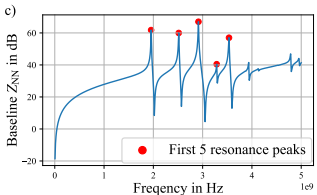 c)
Baseline Z_NN in dB
60
40
20
0
−20
First 5 resonance peaks
0 1 2 3 4 5
1e9
Freqency in Hz